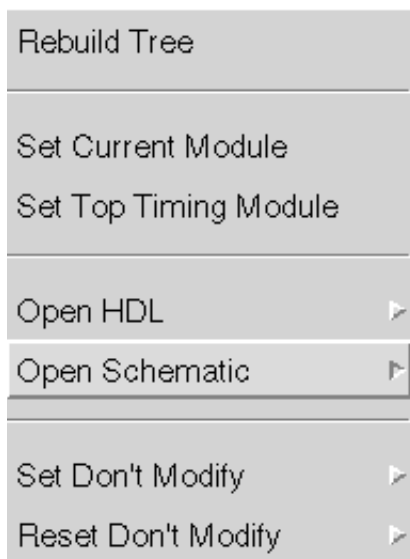 Rebuild Tree
Set Current Module
Set Top Timing Module
Open HDL
Open Schematic
Set Don't Modify
Reset Don't Modify